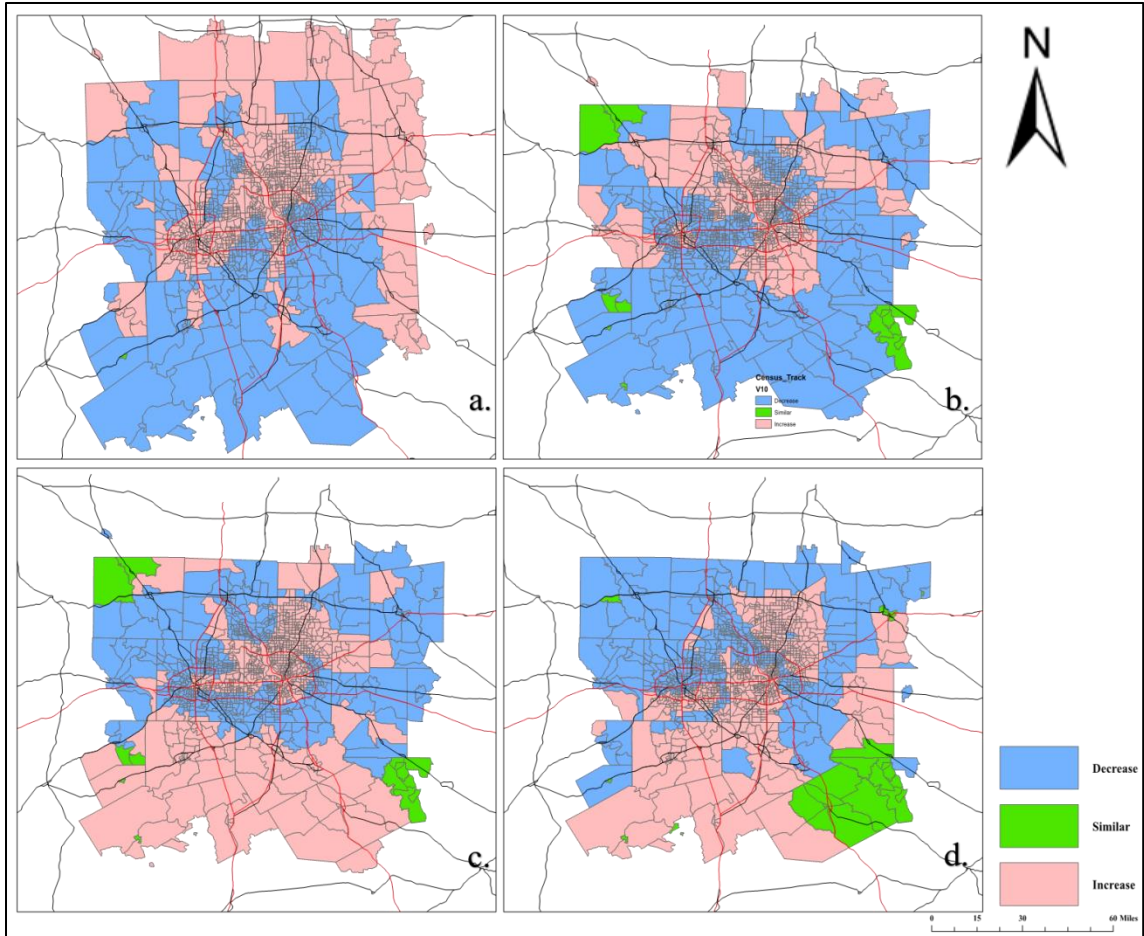 N
a.
b.
Census_Track
V10
Decrease
Similar
Increase
c.
d.
Decrease
Similar
Increase
0 15 30 60 Miles